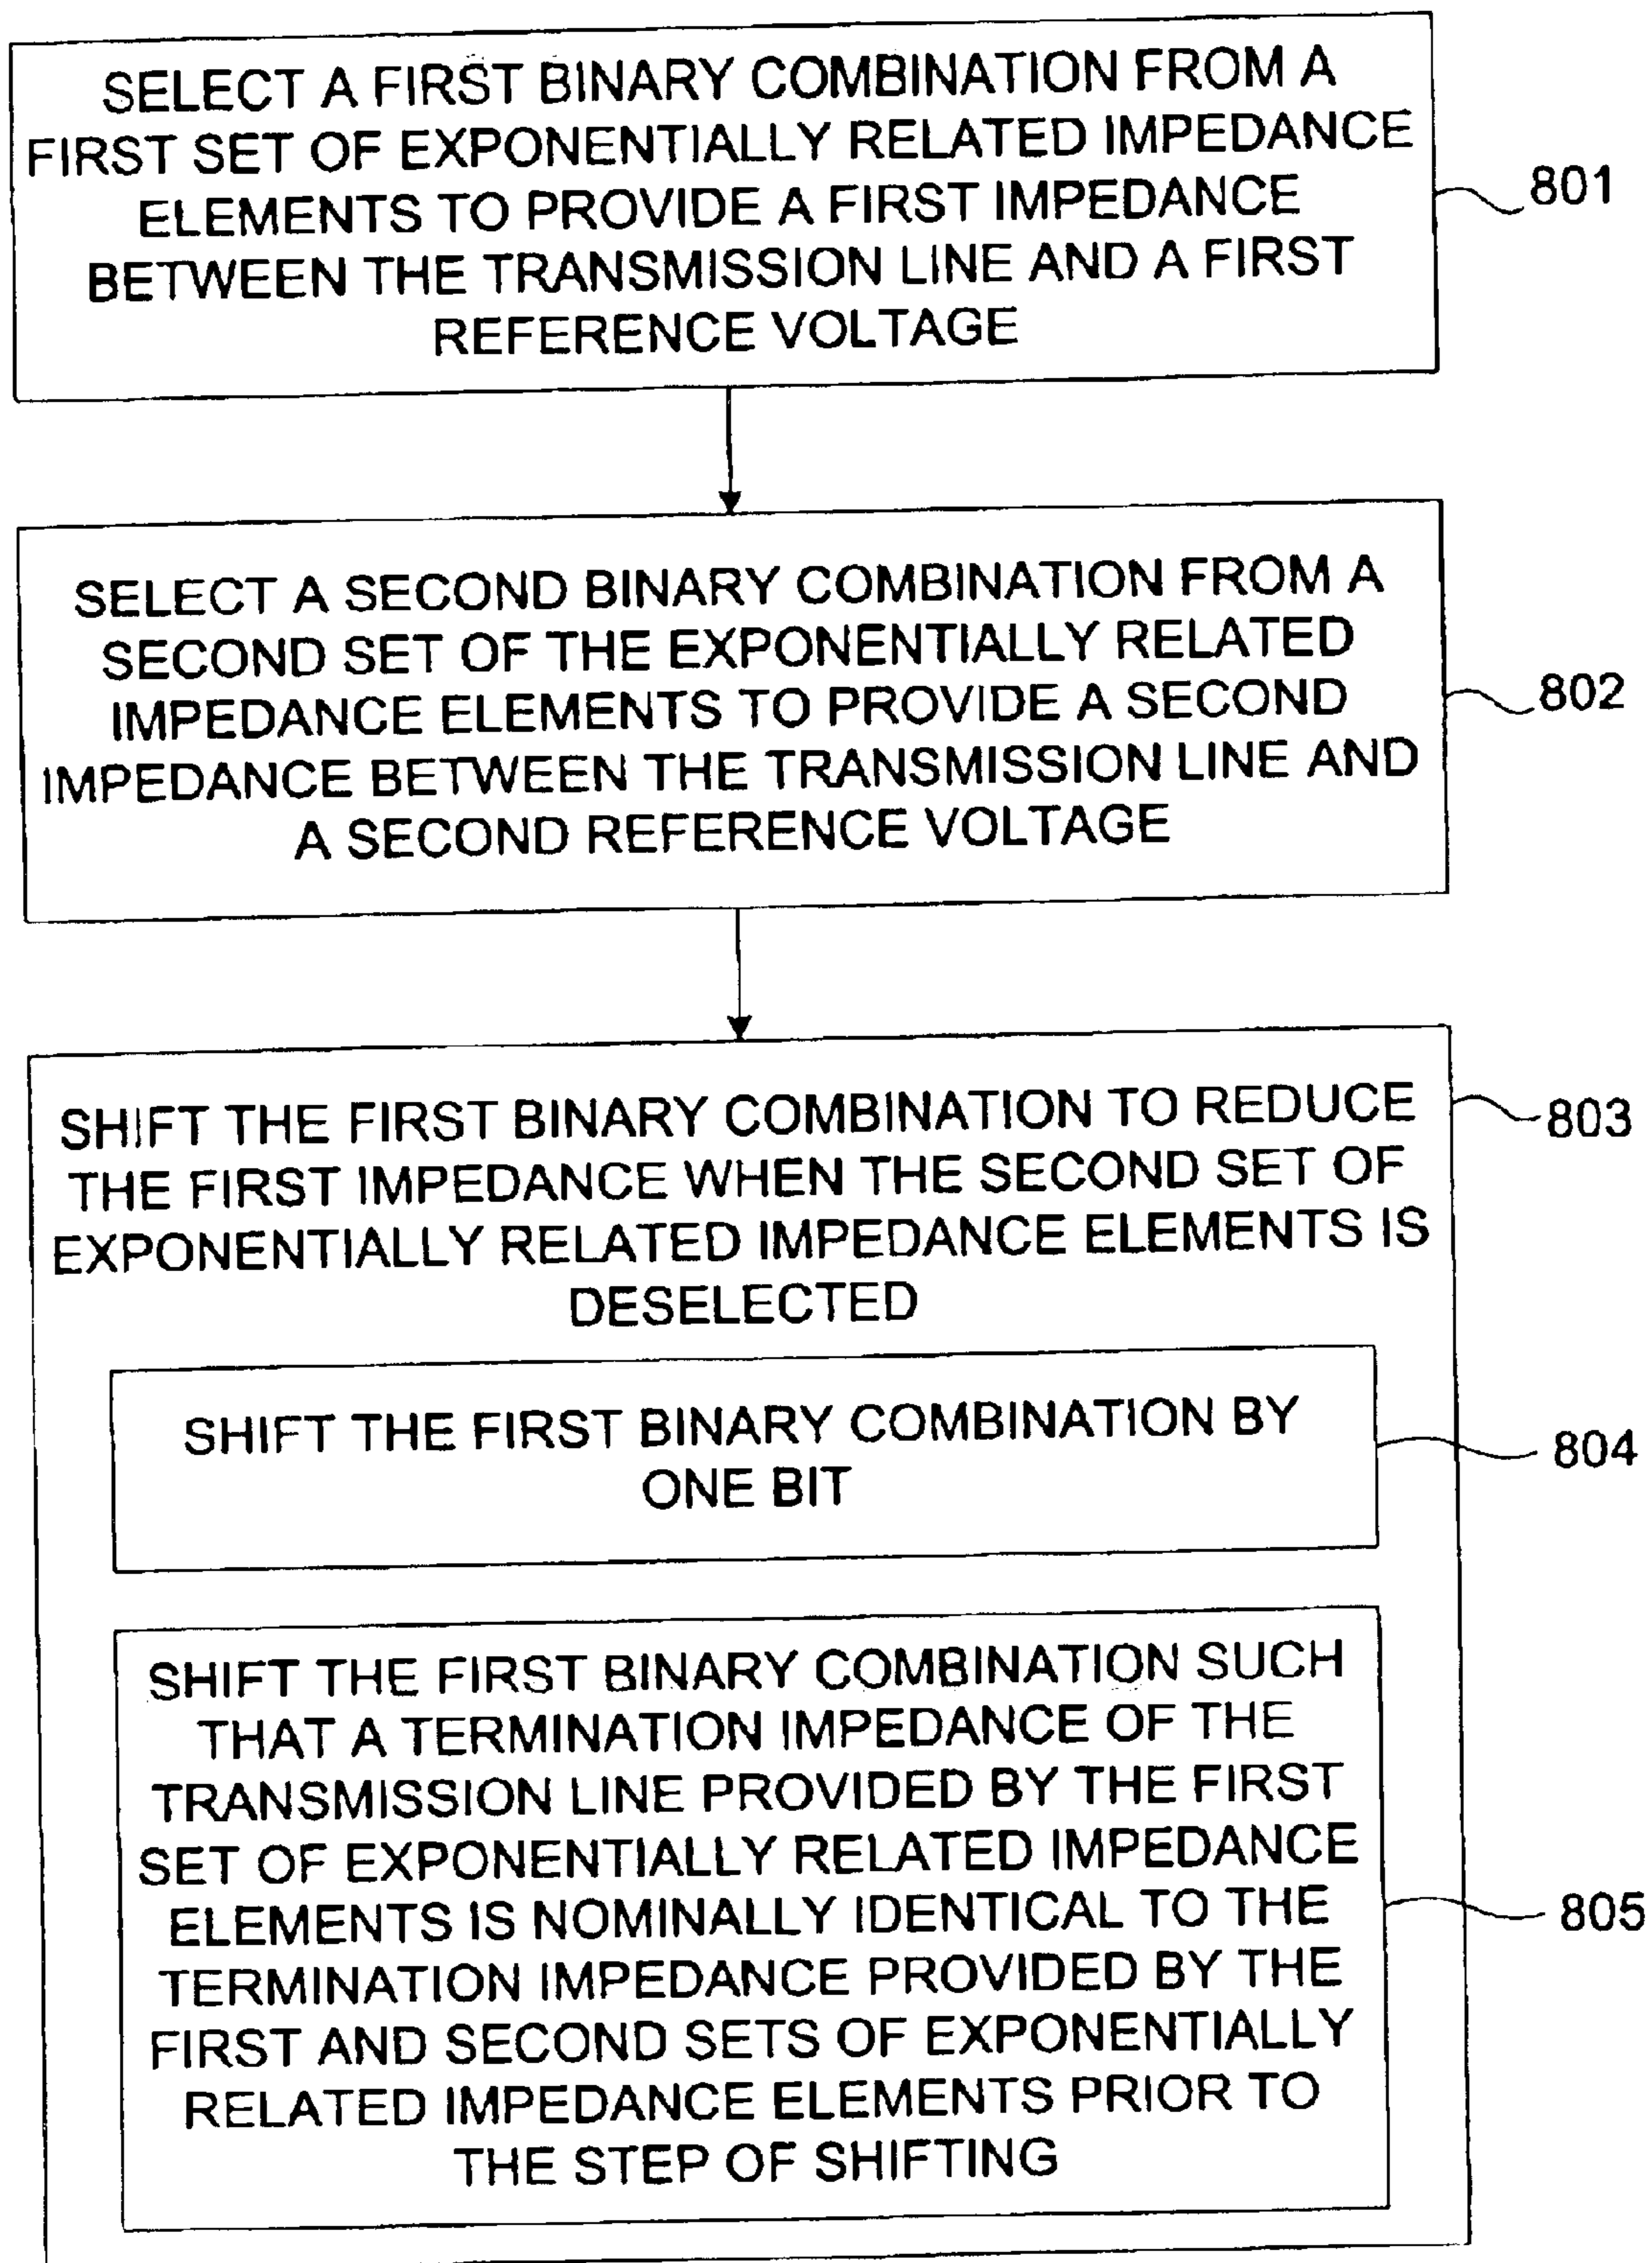 SELECT A FIRST BINARY COMBINATION FROM A
FIRST SET OF EXPONENTIALLY RELATED IMPEDANCE
ELEMENTS TO PROVIDE A FIRST IMPEDANCE
BETWEEN THE TRANSMISSION LINE AND A FIRST
REFERENCE VOLTAGE
801
SELECT A SECOND BINARY COMBINATION FROM A
SECOND SET OF THE EXPONENTIALLY RELATED
IMPEDANCE ELEMENTS TO PROVIDE A SECOND
IMPEDANCE BETWEEN THE TRANSMISSION LINE AND
A SECOND REFERENCE VOLTAGE
802
SHIFT THE FIRST BINARY COMBINATION TO REDUCE
THE FIRST IMPEDANCE WHEN THE SECOND SET OF
EXPONENTIALLY RELATED IMPEDANCE ELEMENTS IS
DESELECTED
803
SHIFT THE FIRST BINARY COMBINATION BY
ONE BIT
804
SHIFT THE FIRST BINARY COMBINATION SUCH
THAT A TERMINATION IMPEDANCE OF THE
TRANSMISSION LINE PROVIDED BY THE FIRST
SET OF EXPONENTIALLY RELATED IMPEDANCE
ELEMENTS IS NOMINALLY IDENTICAL TO THE
TERMINATION IMPEDANCE PROVIDED BY THE
FIRST AND SECOND SETS OF EXPONENTIALLY
RELATED IMPEDANCE ELEMENTS PRIOR TO
THE STEP OF SHIFTING
805